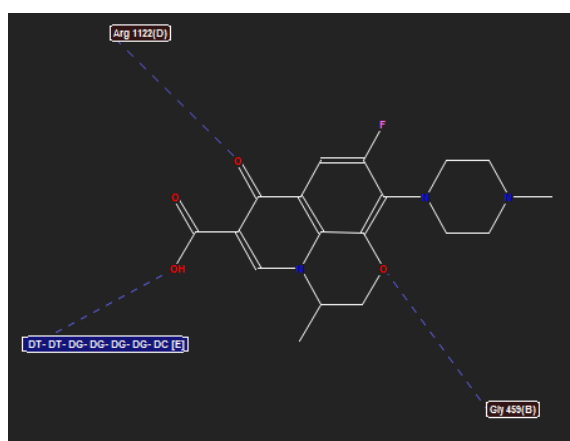 Arg 1122(D)
F
O
O
N
N
OH
N
O
DT- DT- DG- DG- DG- DG- DC [E]
Gly 459(B)